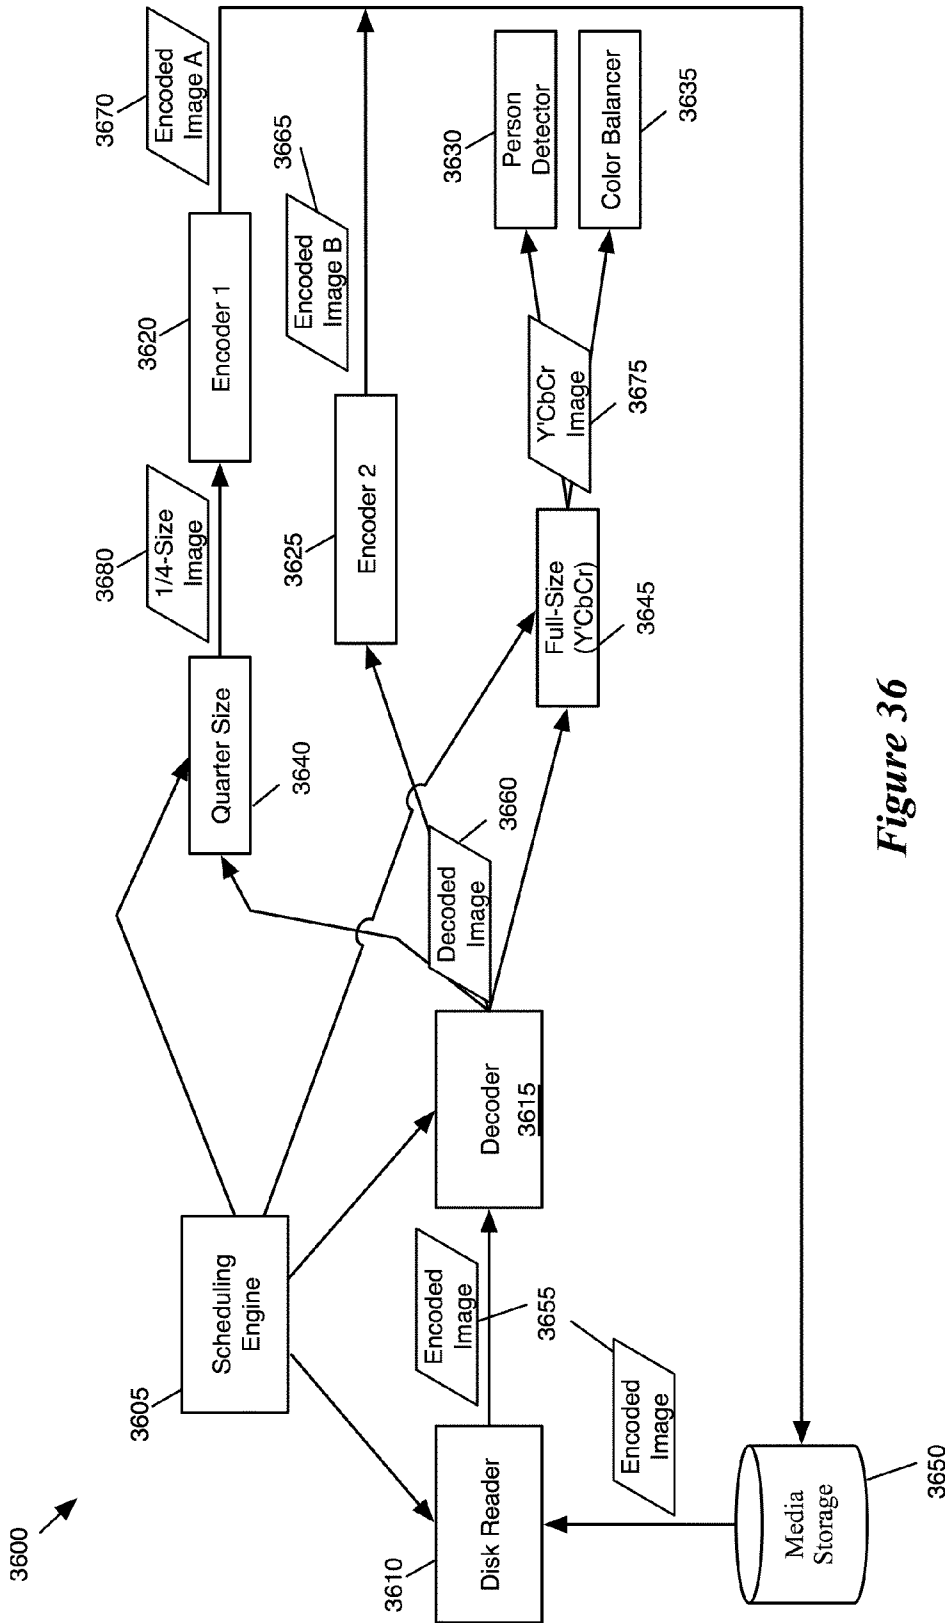 3600
3605
Scheduling
Engine
3610
Disk Reader
Encoded
Image
3655
Encoded
Image
Media
Storage
3650
Decoder
3615
Decoded
Image
3660
Quarter Size
3640
3680
1/4-Size
Image
3620
Encoder 1
3670
Encoded
Image A
3625
Encoder 2
3665
Encoded
Image B
Full-Size
(Y'CbCr)
3645
Y'CbCr
Image
3675
3630
Person
Detector
Color Balancer
3635
Figure 36